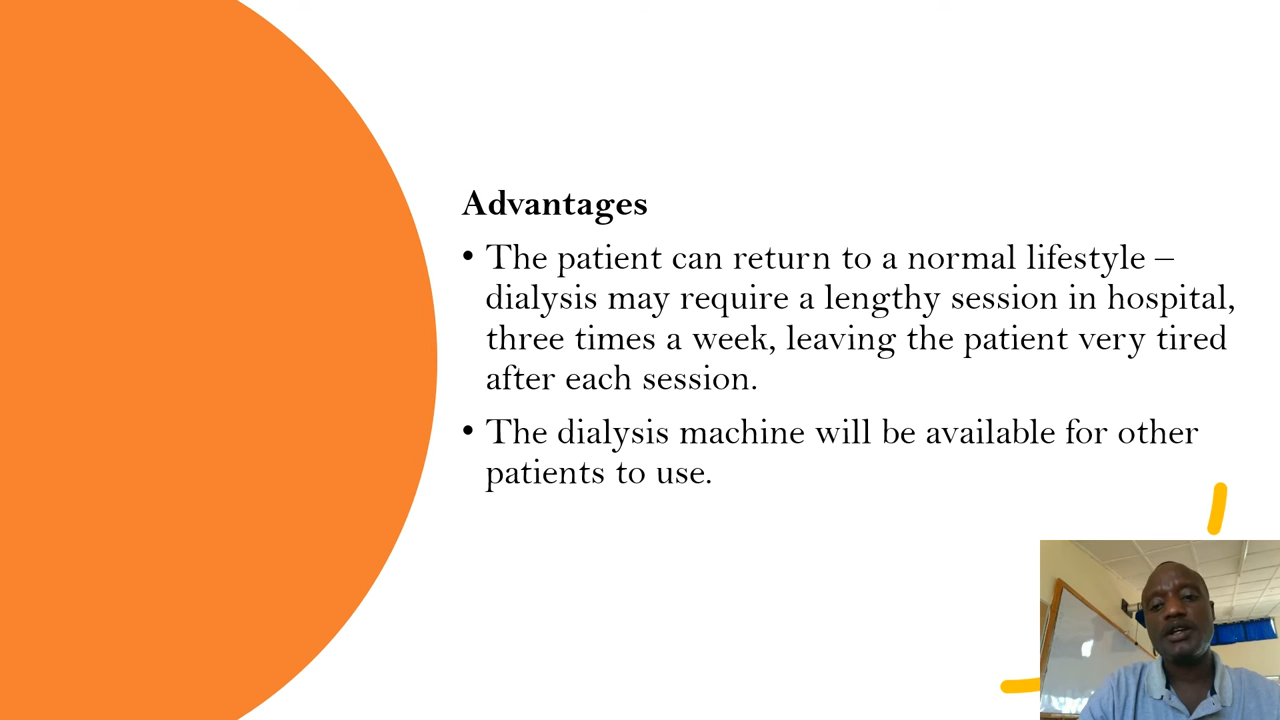 Advantages
• The patient can return to a normal lifestyle –
dialysis may require a lengthy session in hospital,
three times a week, leaving the patient very tired
after each session.
• The dialysis machine will be available for other
patients to use.